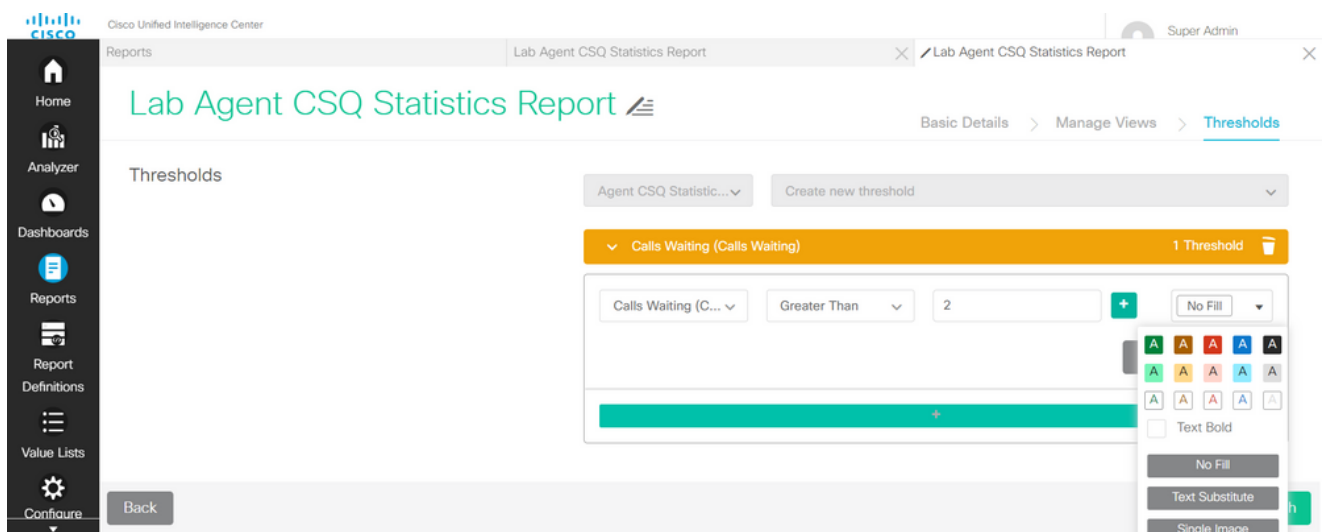 CISCO
Cisco Unified Intelligence Center
Super Admin
Reports
Lab Agent CSQ Statistics Report
Lab Agent CSQ Statistics Report
Home
Lab Agent CSQ Statistics Report
Basic Details > Manage Views > Thresholds
Analyzer
Thresholds
Agent CSQ Statistic...
Create new threshold
Dashboards
Calls Waiting (Calls Waiting)
1 Threshold
Reports
Calls Waiting (C...
Greater Than
2
+
No Fill
A A A A A
Report
Definitions
A A A A A
A A A A A
+
Text Bold
Value Lists
No Fill
Text Substitute
Back
h
Configure
Single Image